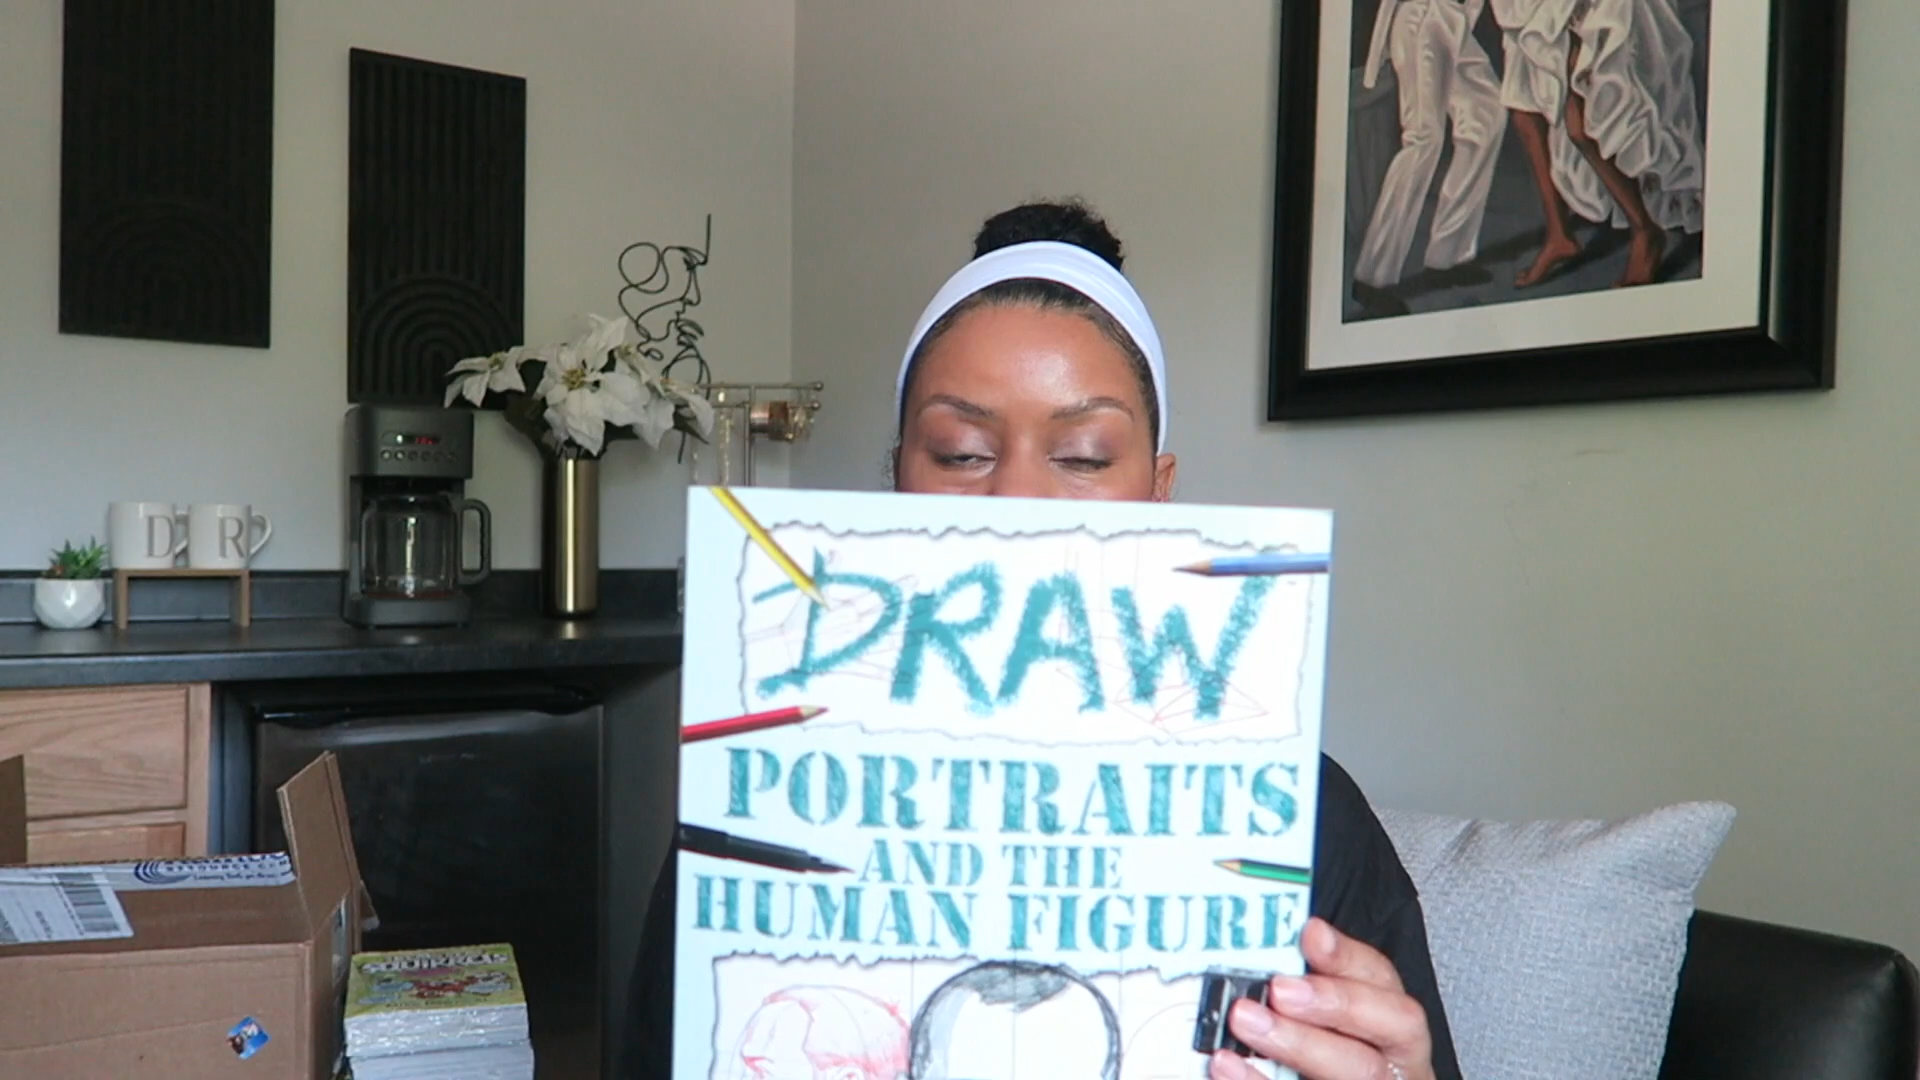 D R
DRAW
PORTRAITS
AND THE
HUMAN FIGURE